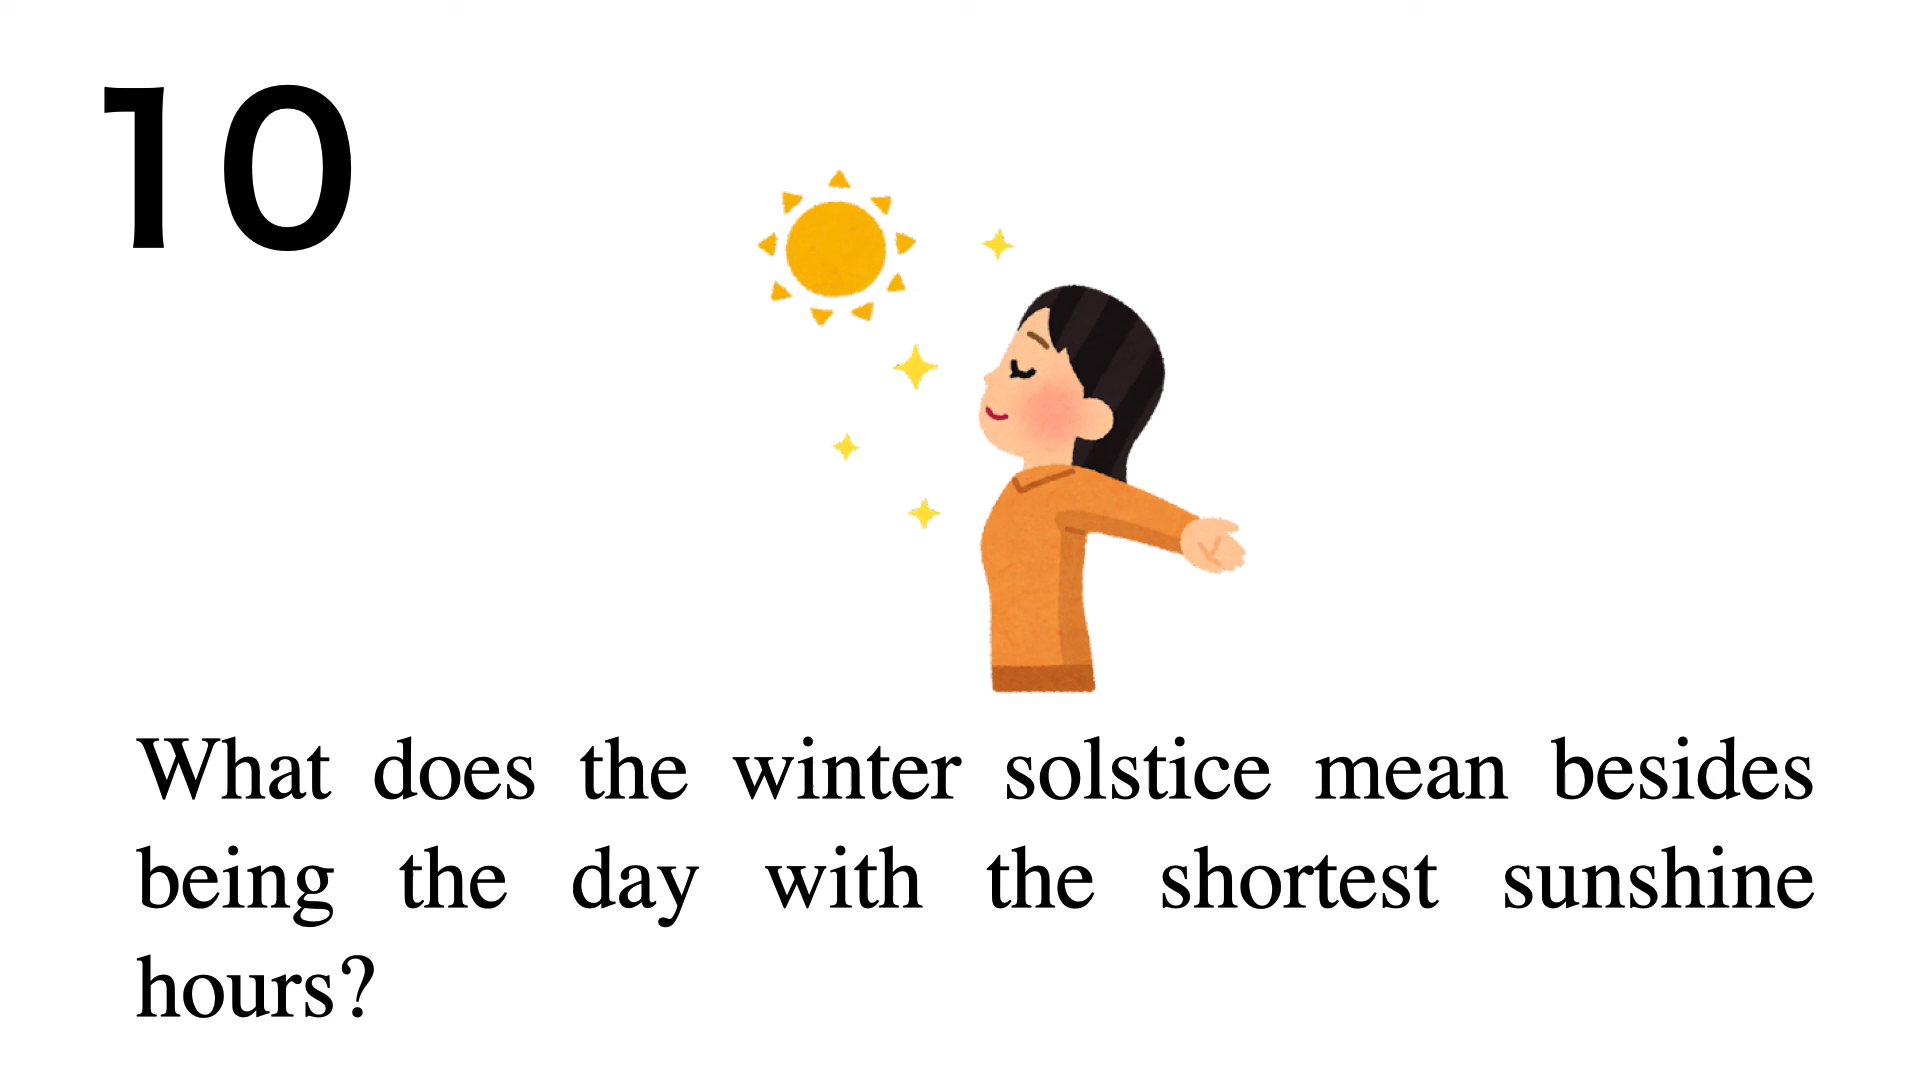 10
What does the winter solstice mean besides
being the day with the shortest sunshine
hours?